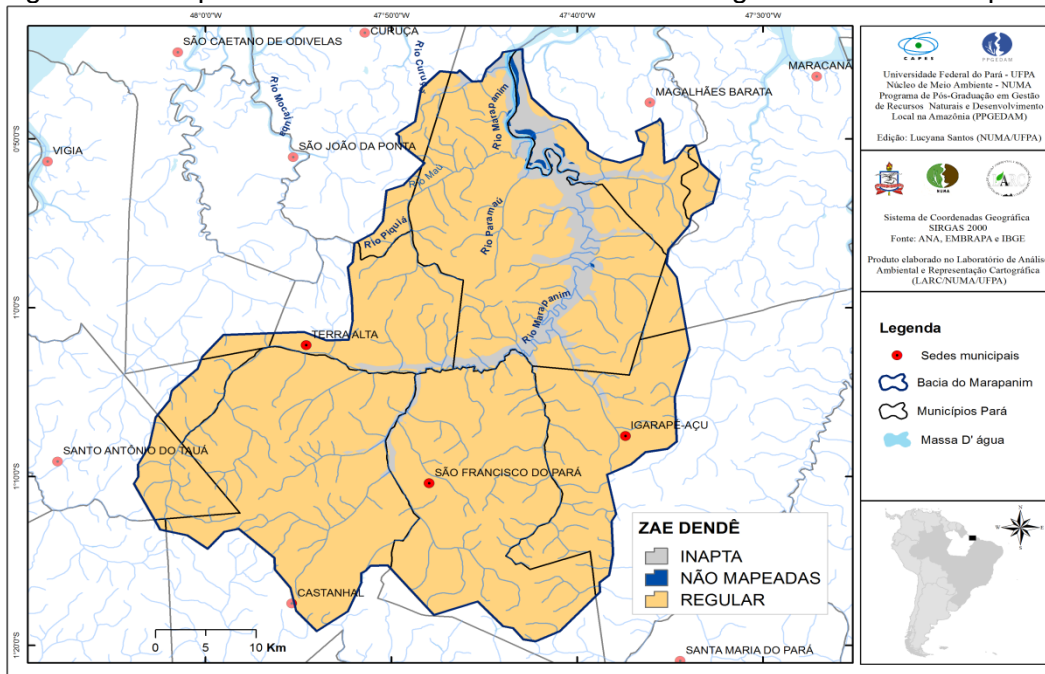 48°0'0"W
47°50'0"W
47°40'0"W
47°30'0"W
SÃO CAETANO DE ODIVELAS
CURUÇA
MARACANÃ
MAGALHÃES BARATA
Rio Mocajuba
Rio Marapanim
VIGIA
SÃO JOÃO DA PONTA
Rio Maú
Rio Piquiá
Rio Paramaú
1°0'0"S
Rio Marapanim
TERRA ALTA
IGARAPÉ-AÇU
SANTO ANTÔNIO DO TAUÁ
1°10'0"S
SÃO FRANCISCO DO PARÁ
CASTANHAL
1°20'0"S
SANTA MARIA DO PARÁ
0 5 10 Km
ZAE DENDÊ
INAPTA
NÃO MAPEADAS
REGULAR
CAPES
PPGEDAM
Universidade Federal do Pará - UFPA
Núcleo de Meio Ambiente - NUMA
Programa de Pós-Graduação em Gestão
de Recursos Naturais e Desenvolvimento
Local na Amazônia (PPGEDAM)
Edição: Lucyana Santos (NUMA/UFPA)
NUMA
Sistema de Coordenadas Geográfica
SIRGAS 2000
Fonte: ANA, EMBRAPA e IBGE
Produto elaborado no Laboratório de Análise
Ambiental e Representação Cartográfica
(LARC/NUMA/UFPA)
Legenda
Sedes municipais
Bacia do Marapanim
Municípios Pará
Massa D' água
N
W
E
S